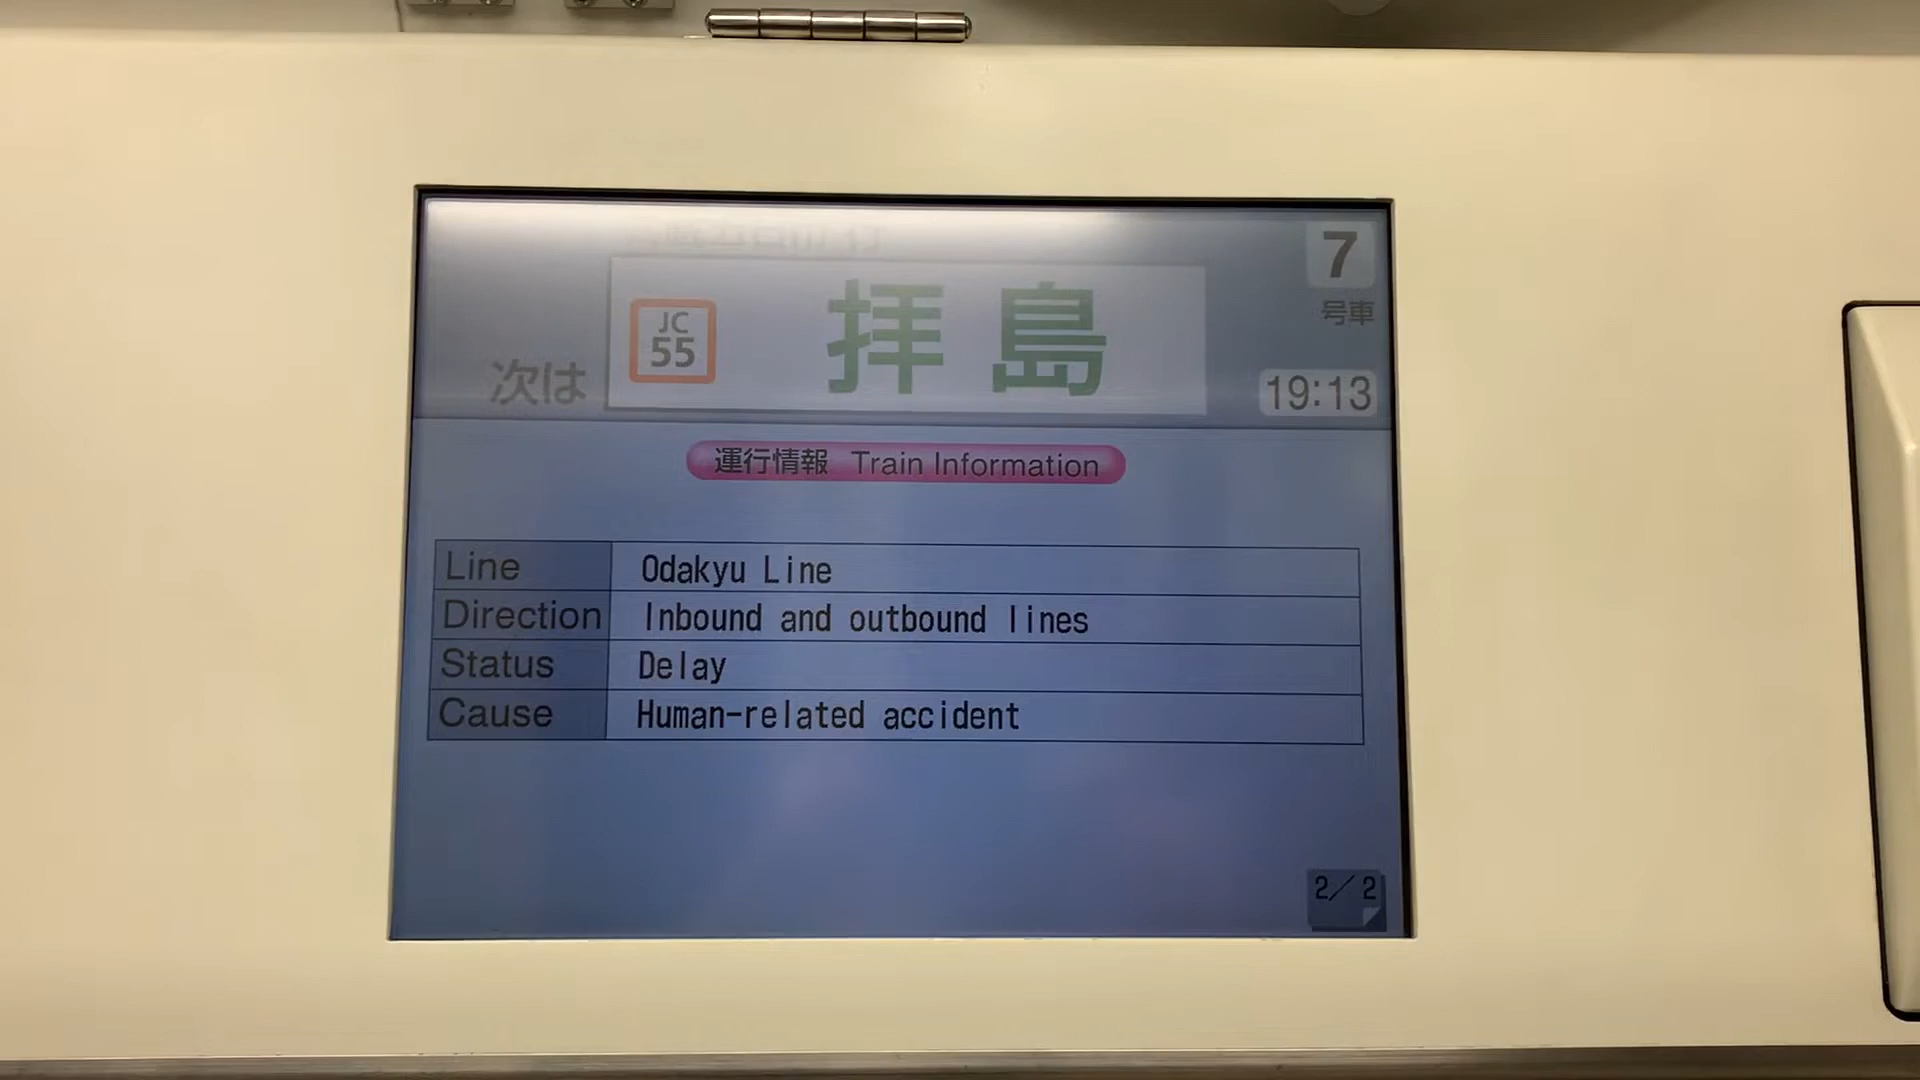 7
号車
次は
JC
55
拝島
19:13
運行情報 Train Information
Line Odakyu Line
Direction Inbound and outbound lines
Status Delay
Cause Human-related accident
2/2